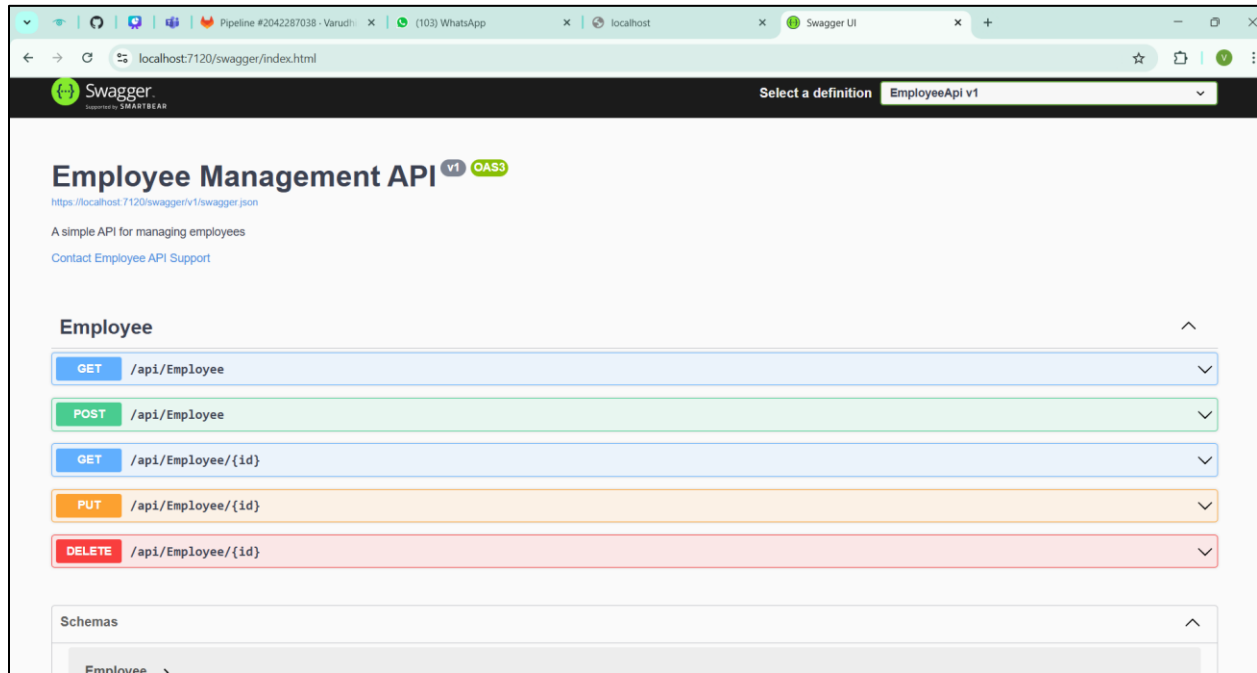 Pipeline #2042287038 - Varudhi (103) WhatsApp localhost Swagger UI
localhost:7120/swagger/index.html V
Swagger. Select a definition EmployeeApi v1
Supported by SMARTBEAR
Employee Management API v1 OAS3
https://localhost:7120/swagger/v1/swagger.json
A simple API for managing employees
Contact Employee API Support
Employee
GET /api/Employee
POST /api/Employee
GET /api/Employee/{id}
PUT /api/Employee/{id}
DELETE /api/Employee/{id}
Schemas
Employee